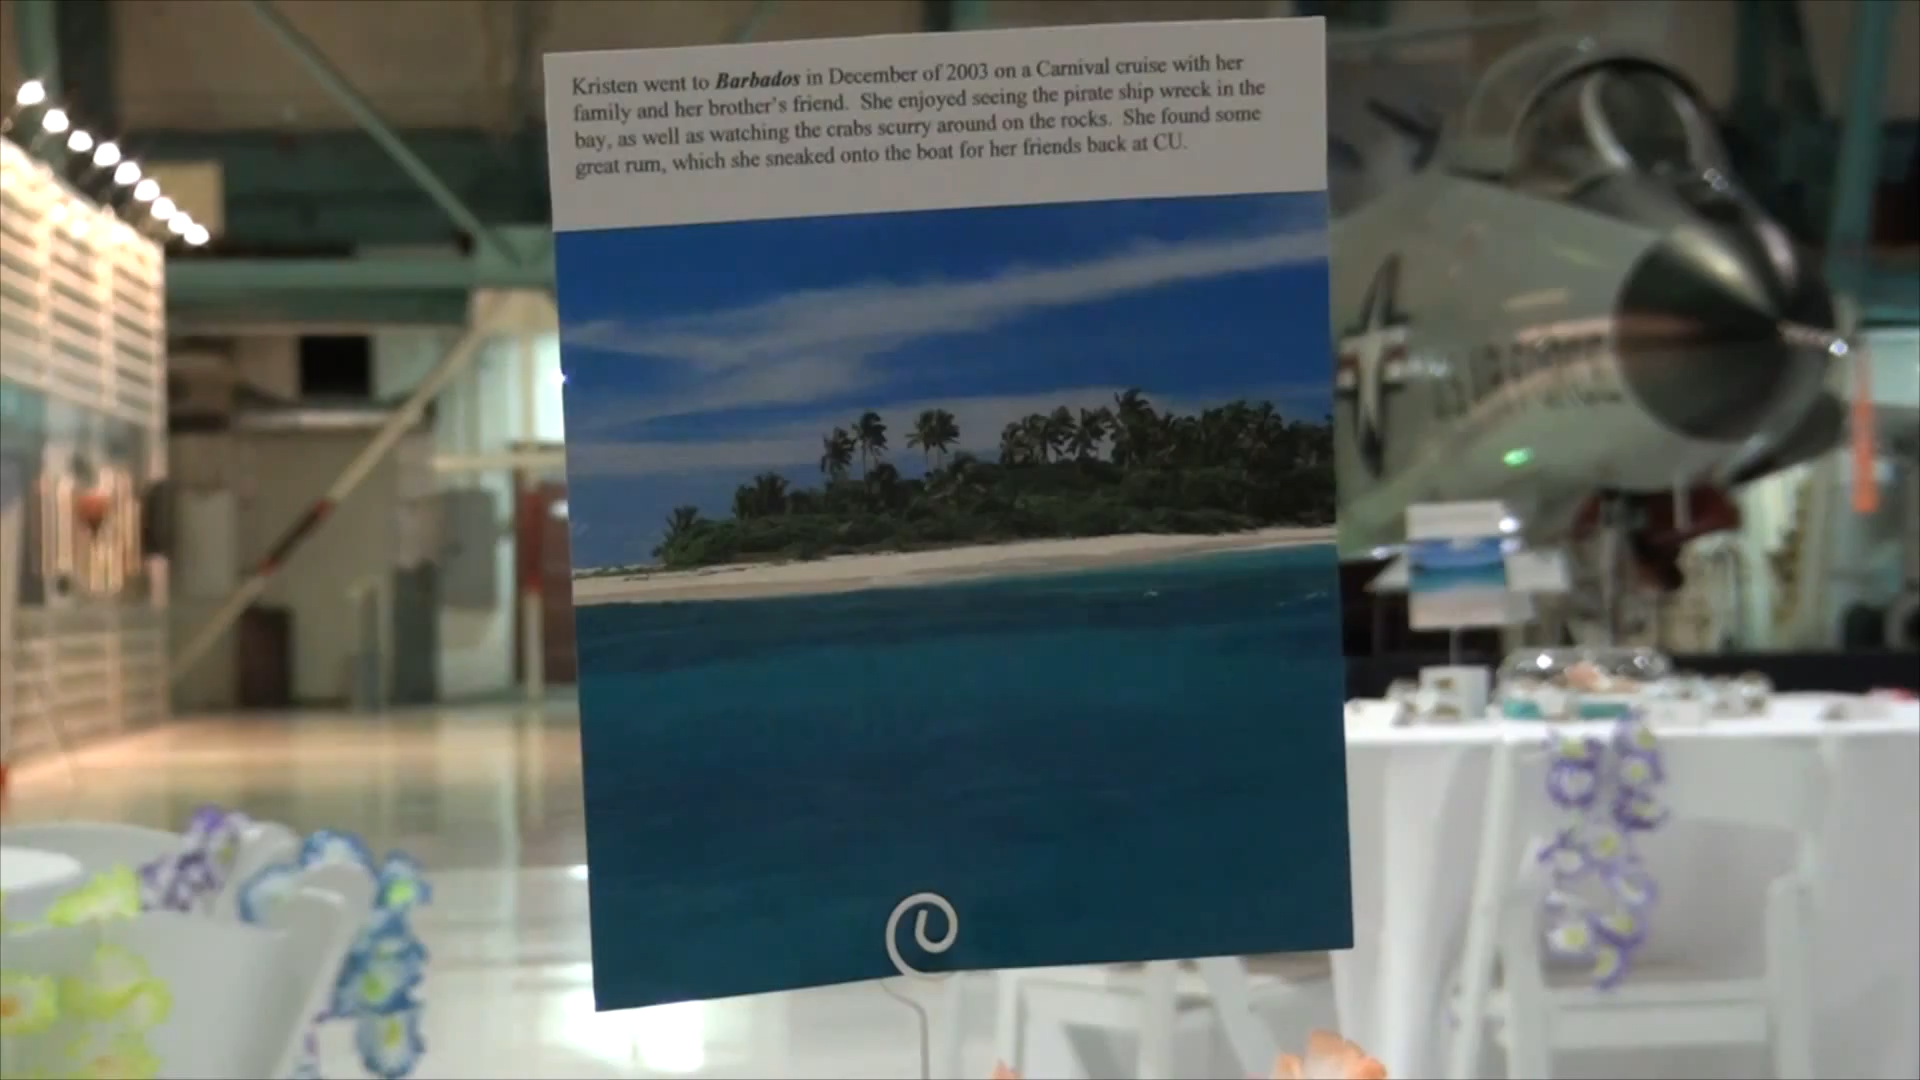 Kristen went to Barbados in December of 2003 on a Carnival cruise with her
family and her brother's friend. She enjoyed seeing the pirate ship wreck in the
bay, as well as watching the crabs scurry around on the rocks. She found some
great rum, which she sneaked onto the boat for her friends back at CU.